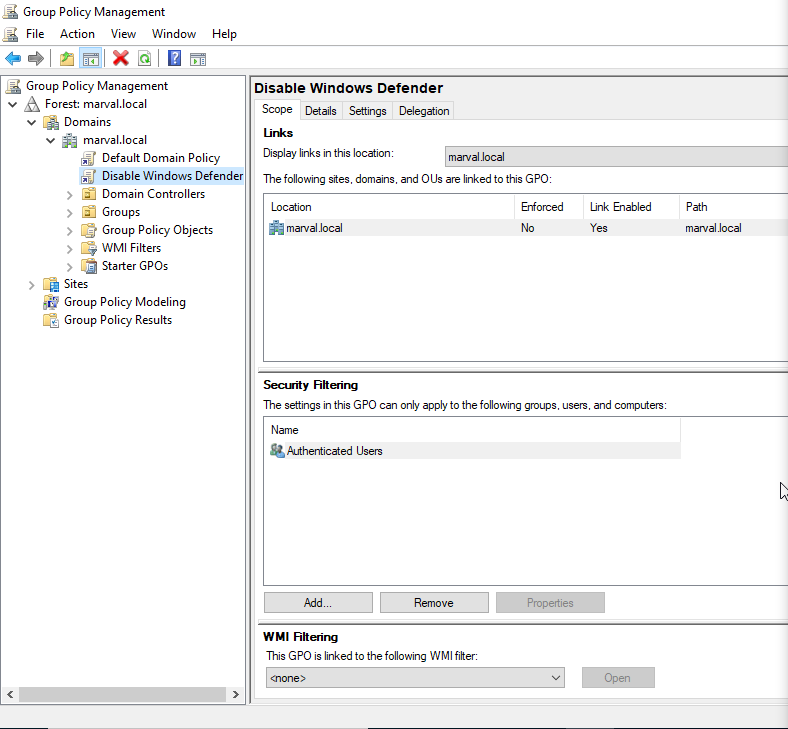 Group Policy Management
File Action View Window Help
Group Policy Management
Forest: marval.local
Domains
marval.local
Default Domain Policy
Disable Windows Defender
Domain Controllers
Groups
Group Policy Objects
WMI Filters
Starter GPOs
Sites
Group Policy Modeling
Group Policy Results
Disable Windows Defender
Scope Details Settings Delegation
Links
Display links in this location: marval.local
The following sites, domains, and OUs are linked to this GPO:
Location Enforced Link Enabled Path
marval.local No Yes marval.local
Security Filtering
The settings in this GPO can only apply to the following groups, users, and computers:
Name
Authenticated Users
Add... Remove Properties
WMI Filtering
This GPO is linked to the following WMI filter:
<none> Open